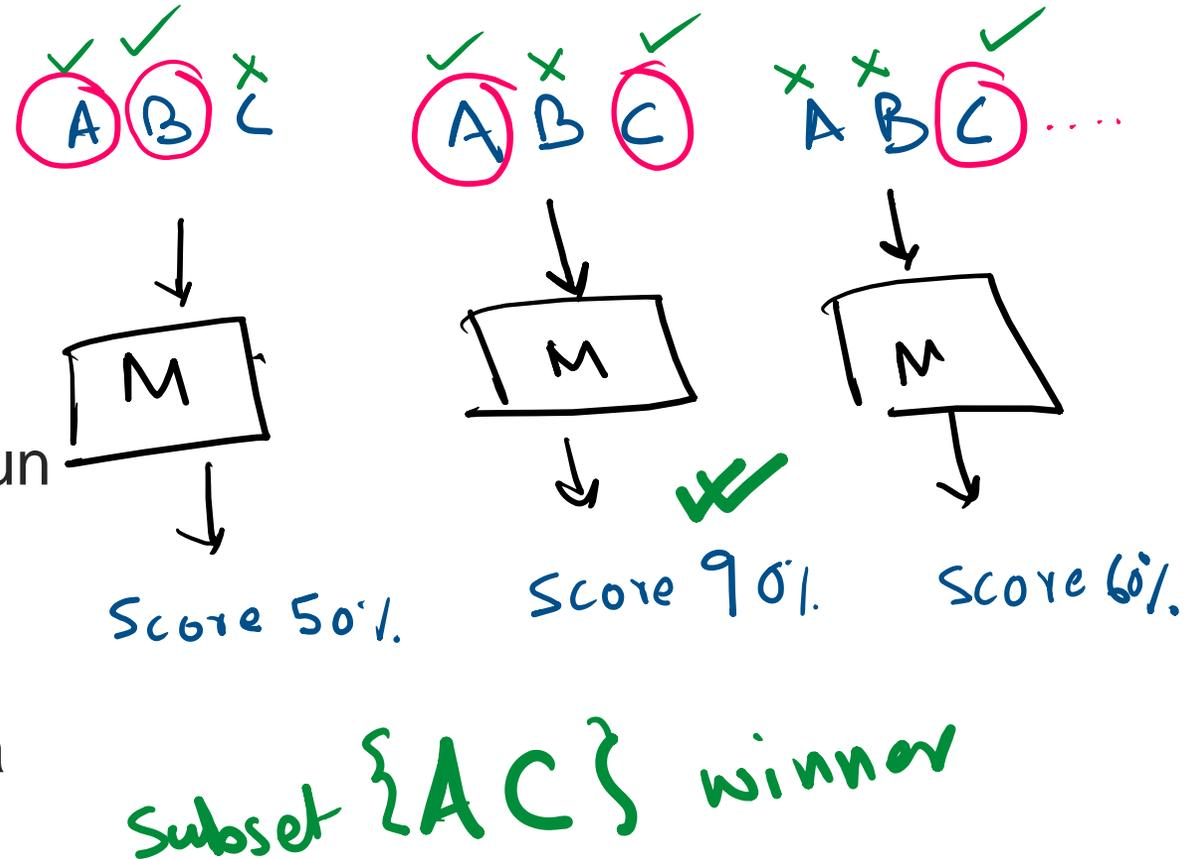 A B C A B C A B C ....
M M M
un
Score 50% Score 90% Score 60%
Subset {A C} winner